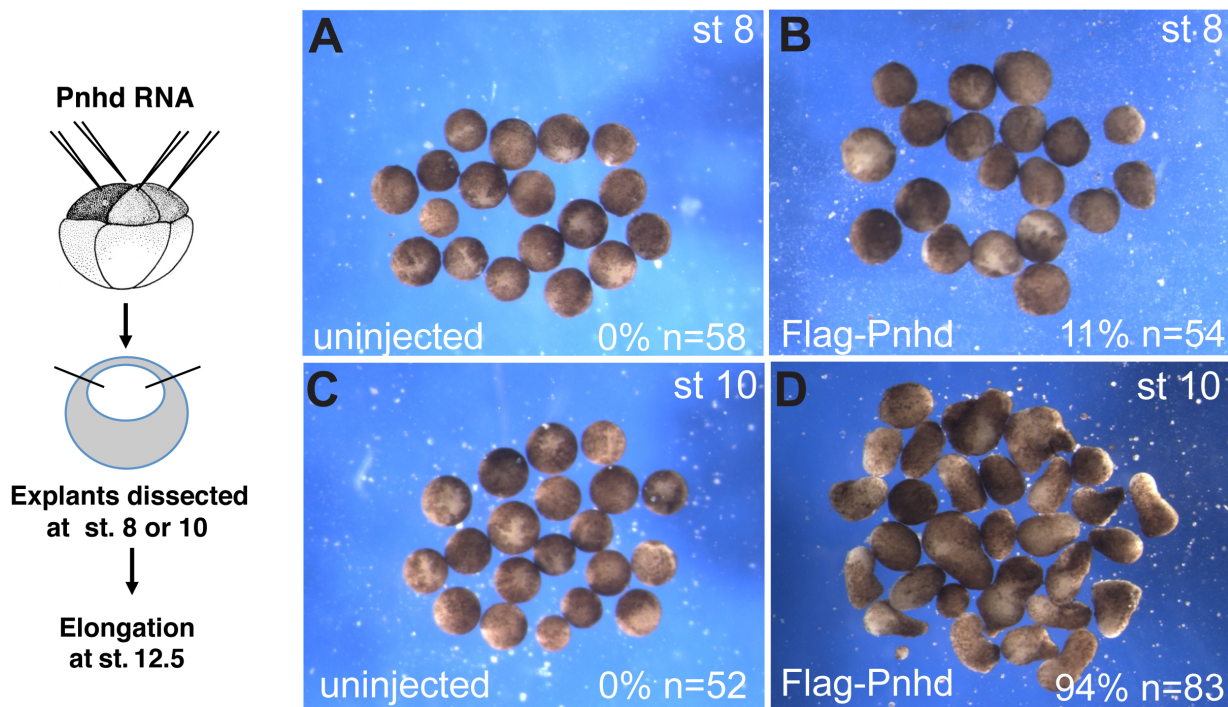 Pnhd RNA
Explants dissected
at st. 8 or 10
Elongation
at st. 12.5
A
st 8
uninjected
0% n=58
B
st 8
Flag-Pnhd
11% n=54
C
st 10
uninjected
0% n=52
D
st 10
Flag-Pnhd
94% n=83